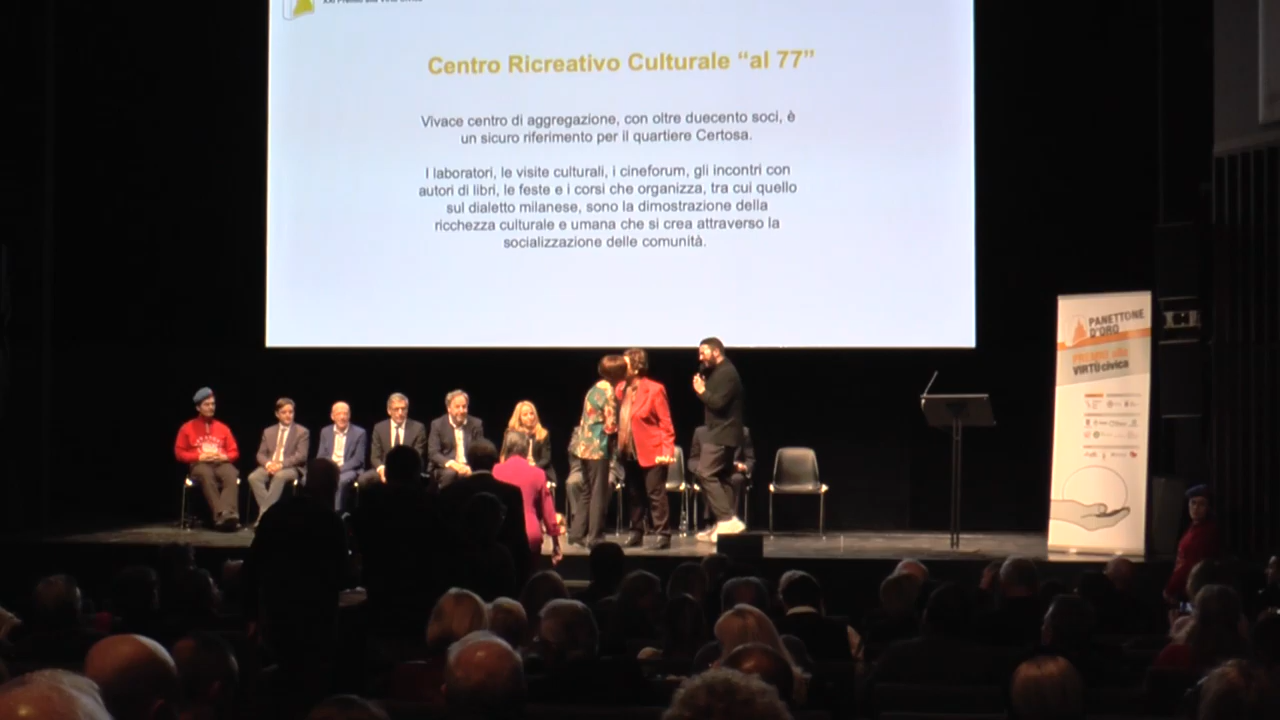 Centro Ricreativo Culturale “al 77”
Vivace centro di aggregazione, con oltre duecento soci, è
un sicuro riferimento per il quartiere Certosa.
I laboratori, le visite culturali, i cineforum, gli incontri con
autori di libri, le feste e i corsi che organizza, tra cui quello
sul dialetto milanese, sono la dimostrazione della
ricchezza culturale e umana che si crea attraverso la
socializzazione delle comunità.
PANETTONE
D'ORO
PREMIO alla
VIRTÙ civica